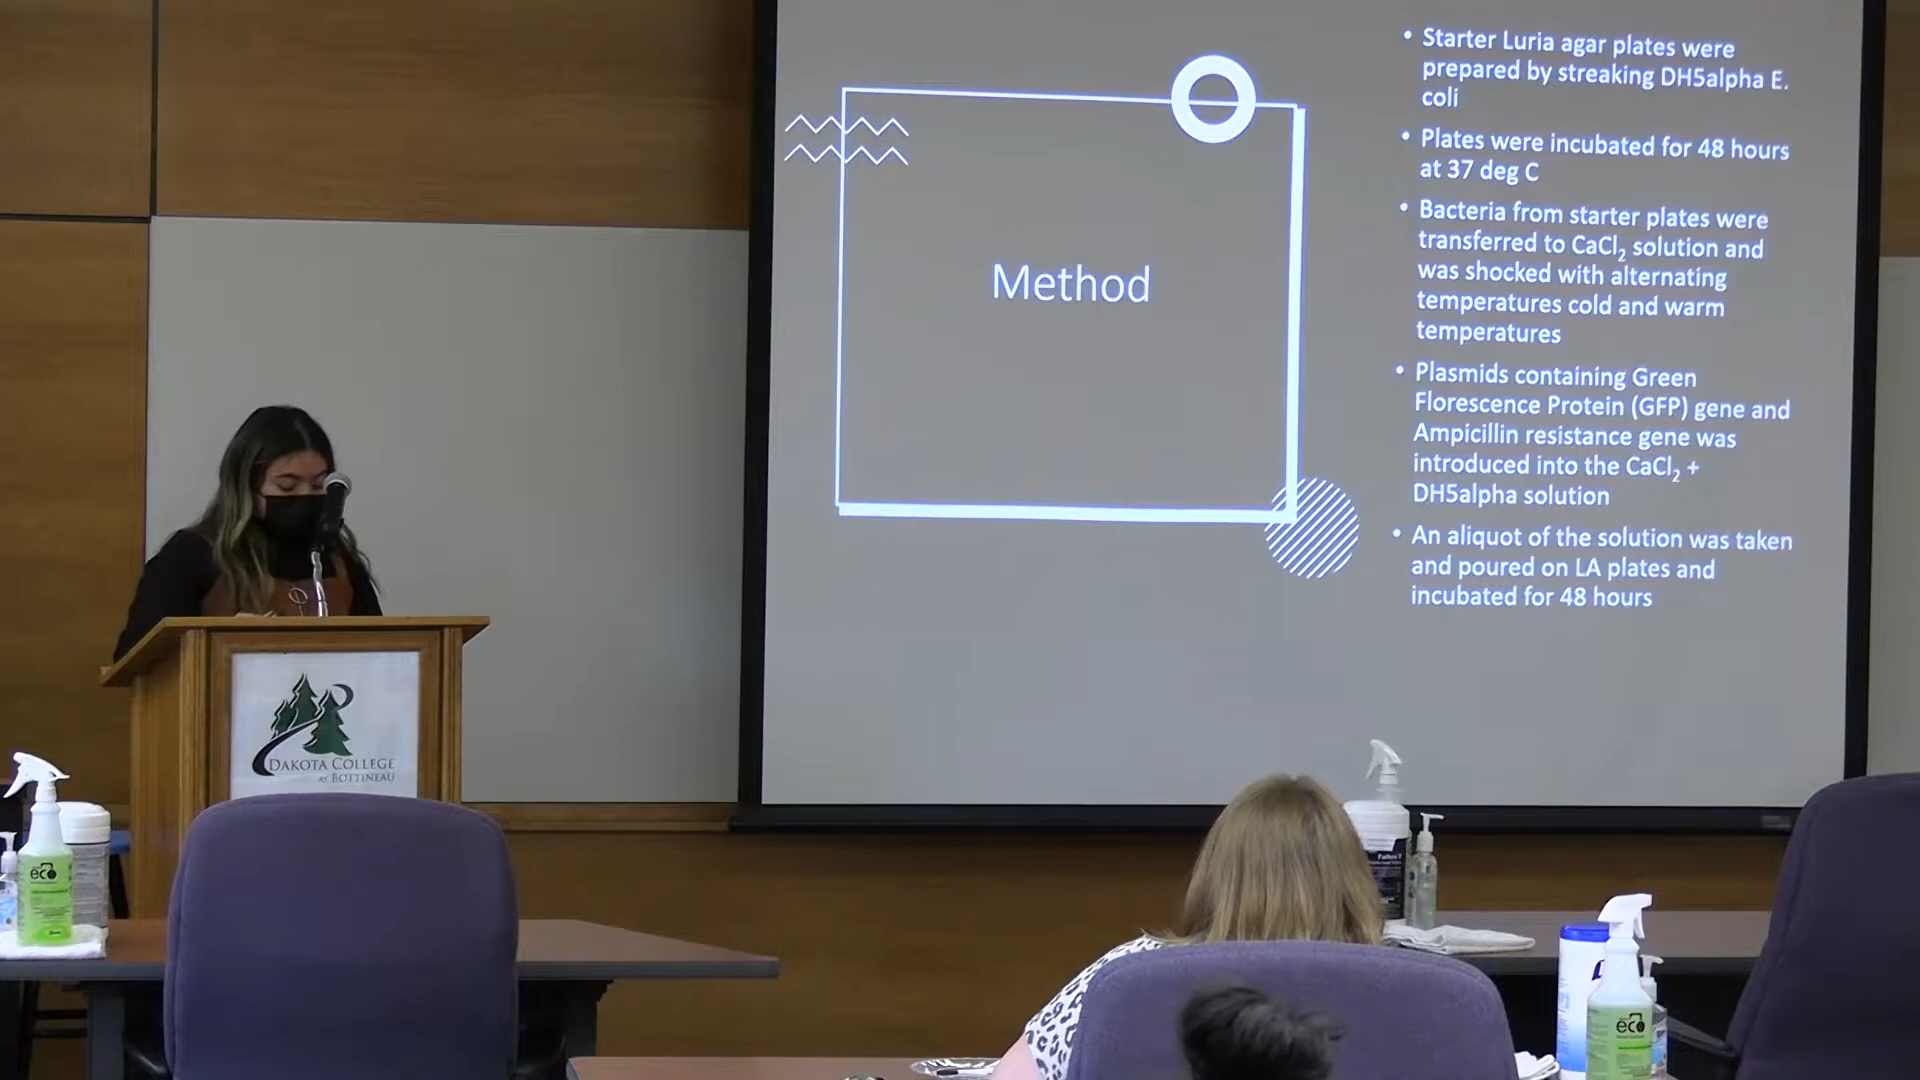 • Starter Luria agar plates were
prepared by streaking DH5alpha E.
coli
• Plates were incubated for 48 hours
at 37 deg C
• Bacteria from starter plates were
transferred to CaCl₂ solution and
was shocked with alternating
temperatures cold and warm
temperatures
• Plasmids containing Green
Florescence Protein (GFP) gene and
Ampicillin resistance gene was
introduced into the CaCl₂ +
DH5alpha solution
• An aliquot of the solution was taken
and poured on LA plates and
incubated for 48 hours
Method
DAKOTA COLLEGE
AT BOTTINEAU
eco
eco